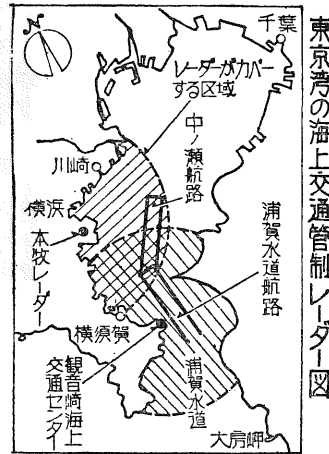 東京湾の海上交通管制レーダー図
N
千葉
レーダーがカバー
する区域
中ノ瀬航路
川崎
横浜
本牧レーダー
浦賀水道航路
横須賀
観音崎海上
交通センター
浦賀水道
大房岬